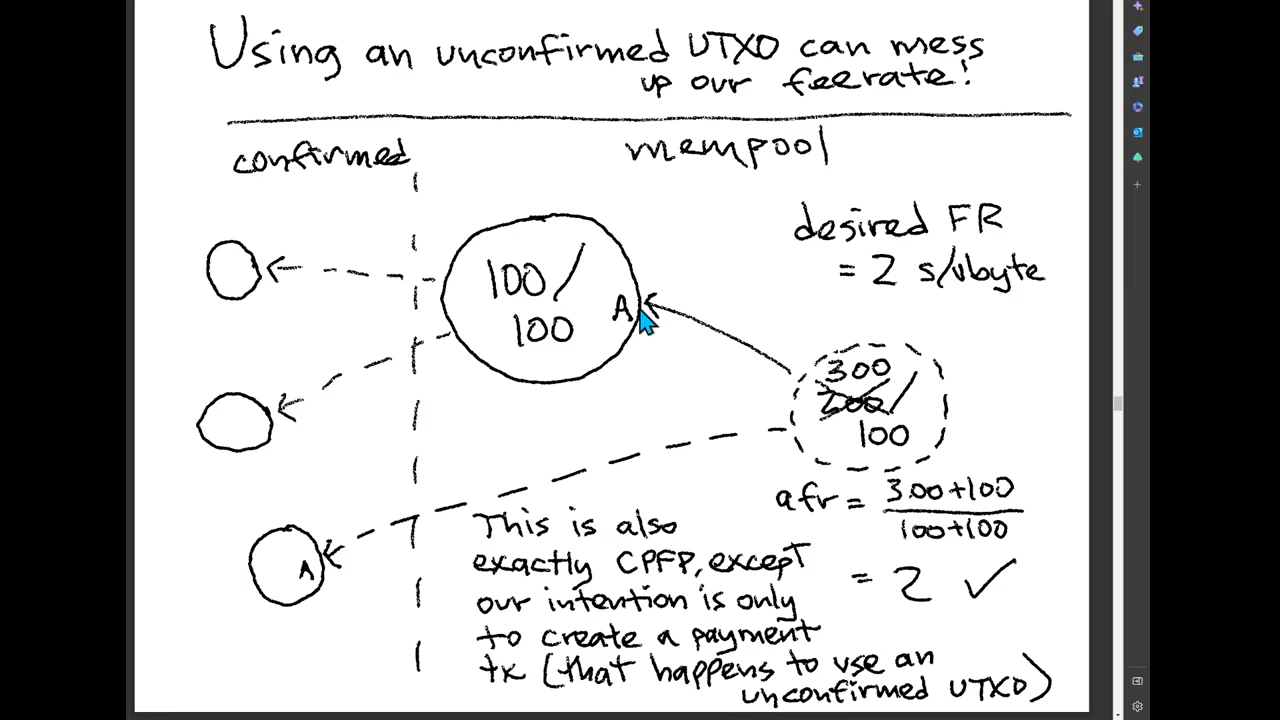 Using an unconfirmed UTXO can mess
up our feerate!
confirmed
mempool
desired FR
= 2 s/vbyte
100/
100
A
300
200/
100
A
afr = 300+100
100+100
= 2 ✓
This is also
exactly CPFP, except
our intention is only
to create a payment
tx (that happens to use an
unconfirmed UTXO)